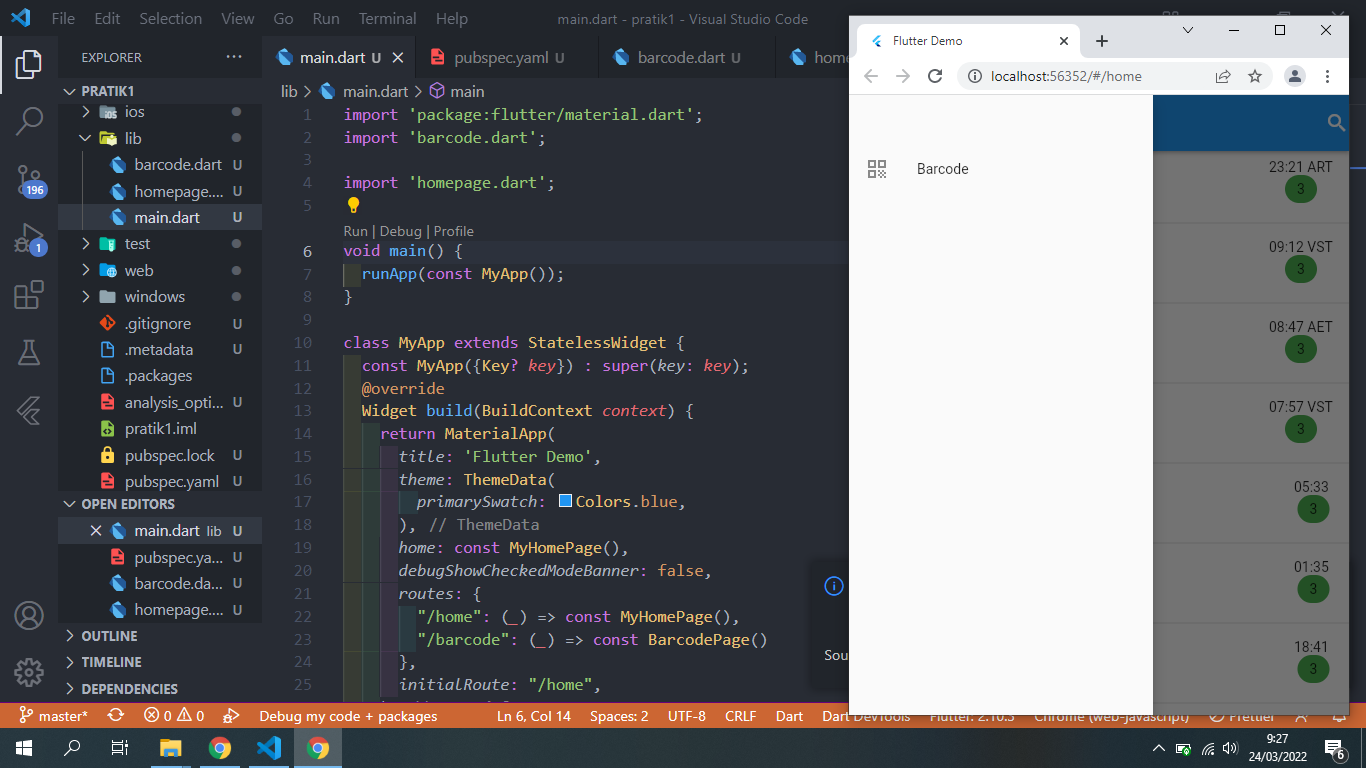 File Edit Selection View Go Run Terminal Help
main.dart - pratik1 - Visual Studio Code
EXPLORER
PRATIK1
ios
lib
barcode.dart U
homepage.... U
main.dart U
test
web
windows
.gitignore U
.metadata U
.packages
analysis_opti... U
pratik1.iml U
pubspec.lock U
pubspec.yaml U
OPEN EDITORS
main.dart lib U
pubspec.ya... U
barcode.da... U
homepage.... U
OUTLINE
TIMELINE
DEPENDENCIES
196
1
main.dart U
pubspec.yaml U
barcode.dart U
lib > main.dart > main
1 import 'package:flutter/material.dart';
2 import 'barcode.dart';
3
4 import 'homepage.dart';
5
Run | Debug | Profile
6 void main() {
7 runApp(const MyApp());
8 }
9
10 class MyApp extends StatelessWidget {
11 const MyApp({Key? key}) : super(key: key);
12 @override
13 Widget build(BuildContext context) {
14 return MaterialApp(
15 title: 'Flutter Demo',
16 theme: ThemeData(
17 primarySwatch: Colors.blue,
18 ), // ThemeData
19 home: const MyHomePage(),
20 debugShowCheckedModeBanner: false,
21 routes: {
22 "/home": (_) => const MyHomePage(),
23 "/barcode": (_) => const BarcodePage()
24 },
25 initialRoute: "/home",
Flutter Demo
localhost:56352/#/home
Barcode
23:21 ART
3
09:12 VST
3
08:47 AET
3
07:57 VST
3
05:33
3
01:35
3
18:41
3
master* 0 0 Debug my code + packages Ln 6, Col 14 Spaces: 2 UTF-8 CRLF Dart Dart DevTools Flutter: 2.10.3 Chrome (web-javascript) Prettier
9:27
24/03/2022
6